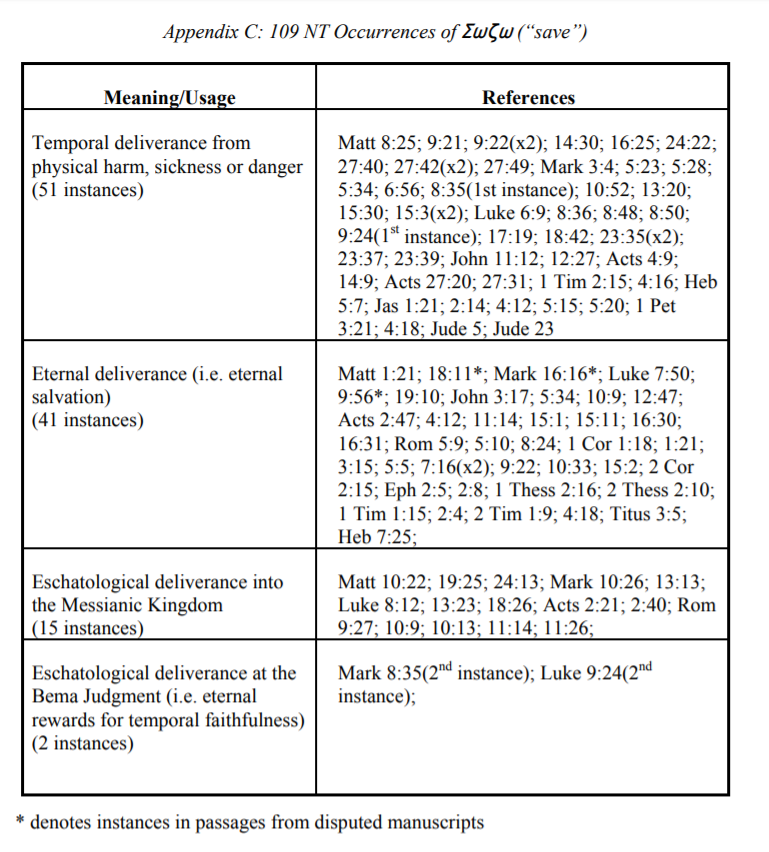 Appendix C: 109 NT Occurrences of Σωζω (“save”)
Meaning/Usage
References
Temporal deliverance from
physical harm, sickness or danger
(51 instances)
Matt 8:25; 9:21; 9:22(x2); 14:30; 16:25; 24:22;
27:40; 27:42(x2); 27:49; Mark 3:4; 5:23; 5:28;
5:34; 6:56; 8:35(1st instance); 10:52; 13:20;
15:30; 15:3(x2); Luke 6:9; 8:36; 8:48; 8:50;
9:24(1st instance); 17:19; 18:42; 23:35(x2);
23:37; 23:39; John 11:12; 12:27; Acts 4:9;
14:9; Acts 27:20; 27:31; 1 Tim 2:15; 4:16; Heb
5:7; Jas 1:21; 2:14; 4:12; 5:15; 5:20; 1 Pet
3:21; 4:18; Jude 5; Jude 23
Eternal deliverance (i.e. eternal
salvation)
(41 instances)
Matt 1:21; 18:11*; Mark 16:16*; Luke 7:50;
9:56*; 19:10; John 3:17; 5:34; 10:9; 12:47;
Acts 2:47; 4:12; 11:14; 15:1; 15:11; 16:30;
16:31; Rom 5:9; 5:10; 8:24; 1 Cor 1:18; 1:21;
3:15; 5:5; 7:16(x2); 9:22; 10:33; 15:2; 2 Cor
2:15; Eph 2:5; 2:8; 1 Thess 2:16; 2 Thess 2:10;
1 Tim 1:15; 2:4; 2 Tim 1:9; 4:18; Titus 3:5;
Heb 7:25;
Eschatological deliverance into
the Messianic Kingdom
(15 instances)
Matt 10:22; 19:25; 24:13; Mark 10:26; 13:13;
Luke 8:12; 13:23; 18:26; Acts 2:21; 2:40; Rom
9:27; 10:9; 10:13; 11:14; 11:26;
Eschatological deliverance at the
Bema Judgment (i.e. eternal
rewards for temporal faithfulness)
(2 instances)
Mark 8:35(2nd instance); Luke 9:24(2nd
instance);
* denotes instances in passages from disputed manuscripts